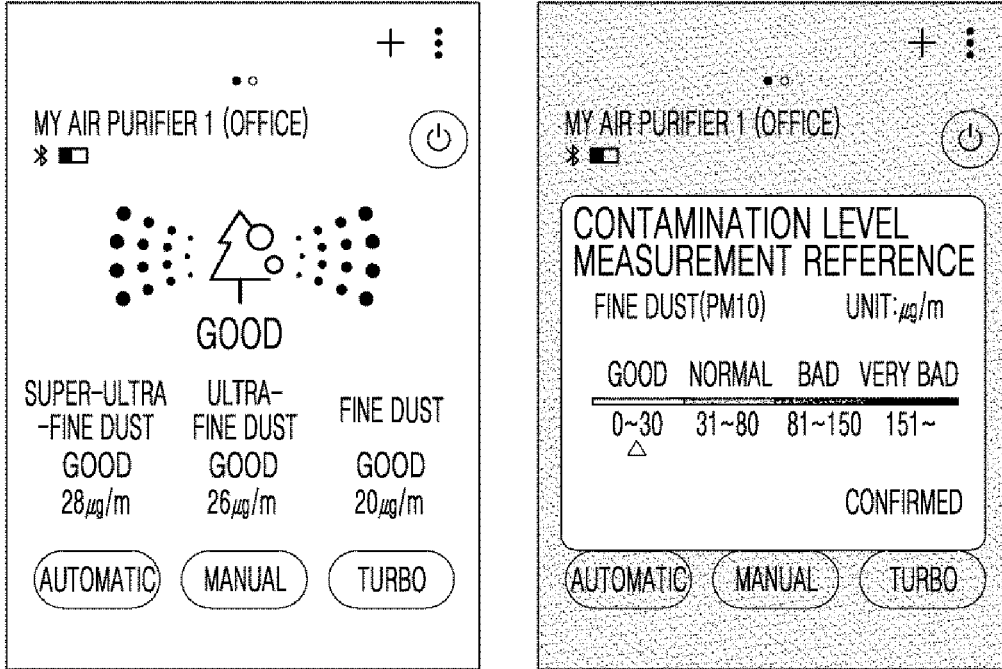 MY AIR PURIFIER 1 (OFFICE)
GOOD
SUPER-ULTRA
-FINE DUST
GOOD
28㎍/m
ULTRA-
FINE DUST
GOOD
26㎍/m
FINE DUST
GOOD
20㎍/m
AUTOMATIC MANUAL TURBO
MY AIR PURIFIER 1 (OFFICE)
CONTAMINATION LEVEL
MEASUREMENT REFERENCE
FINE DUST(PM10) UNIT:㎍/m
GOOD NORMAL BAD VERY BAD
0~30 31~80 81~150 151~
CONFIRMED
AUTOMATIC MANUAL TURBO